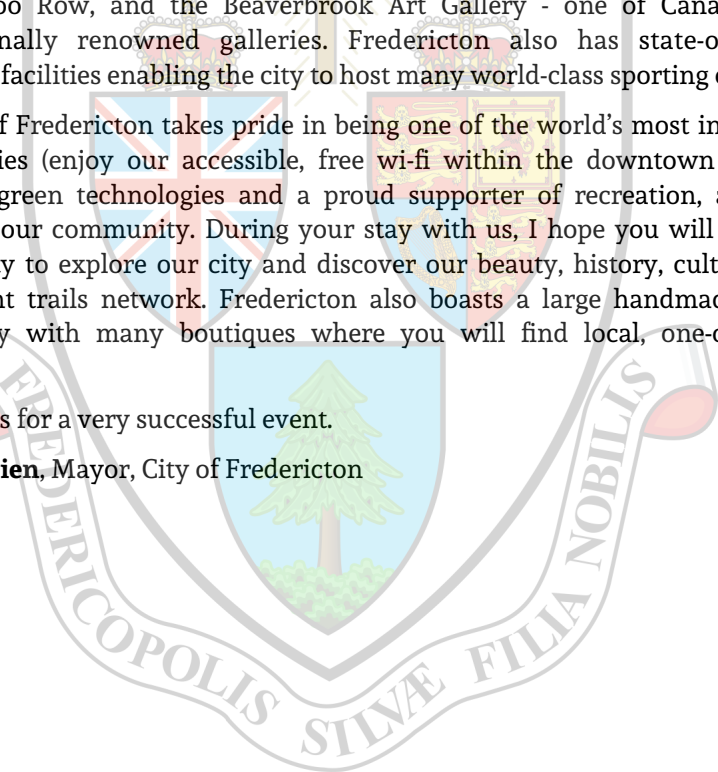 oo Row, and the Beaverbrook Art Gallery - one of Cana
nally renowned galleries. Fredericton also has state-o
facilities enabling the city to host many world-class sporting
f Fredericton takes pride in being one of the world’s most in
ies (enjoy our accessible, free wi-fi within the downtown
green technologies and a proud supporter of recreation, a
our community. During your stay with us, I hope you will
y to explore our city and discover our beauty, history, cult
nt trails network. Fredericton also boasts a large handmad
y with many boutiques where you will find local, one-o
s for a very successful event.
ien, Mayor, City of Fredericton
FREDERICOPOLIS SILVÆ FILIA NOBILIS